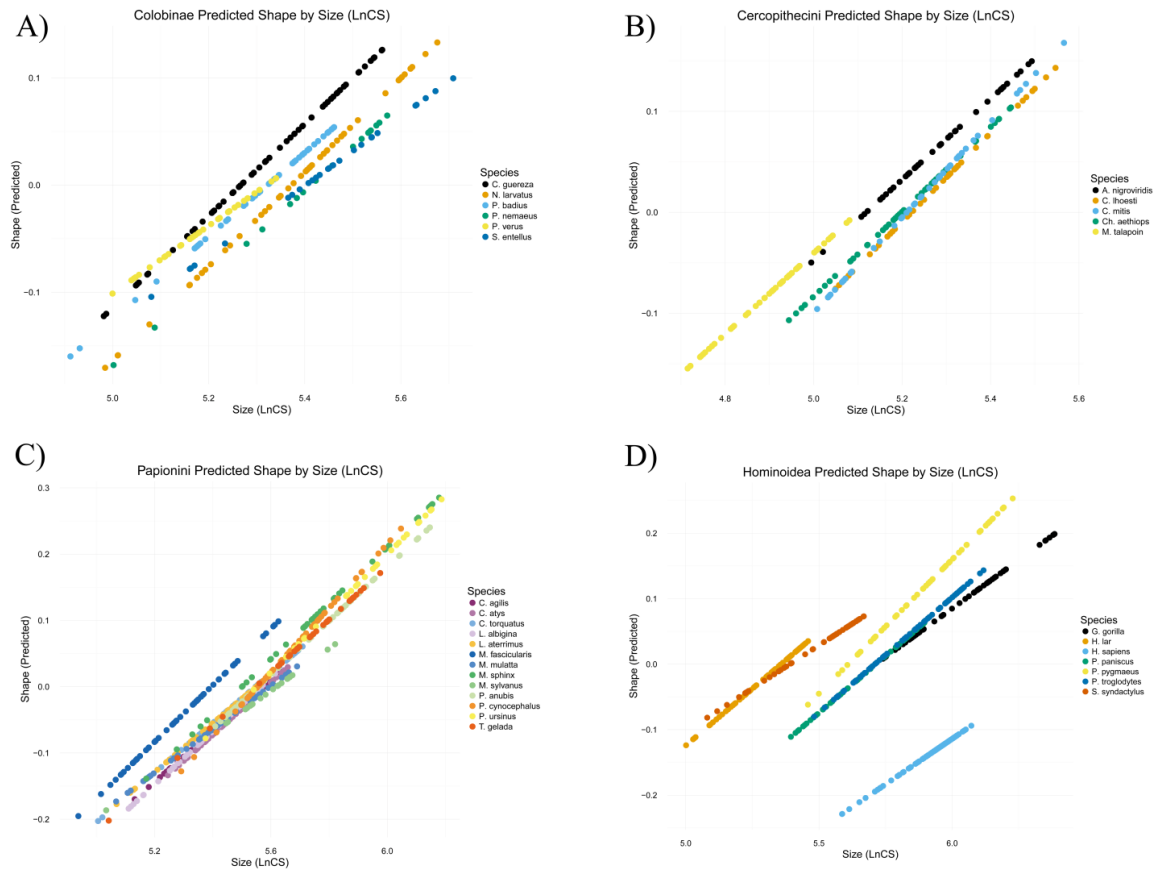 A)
Colobinae Predicted Shape by Size (LnCS)
Shape (Predicted)
0.1
0.0
−0.1
5.0
5.2
5.4
5.6
Size (LnCS)
Species
C. guereza
N. larvatus
P. badius
P. nemaeus
P. verus
S. entellus
B)
Cercopithecini Predicted Shape by Size (LnCS)
Shape (Predicted)
0.1
0.0
−0.1
4.8
5.0
5.2
5.4
5.6
Size (LnCS)
Species
A. nigroviridis
C. lhoesti
C. mitis
Ch. aethiops
M. talapoin
C)
Papionini Predicted Shape by Size (LnCS)
Shape (Predicted)
0.3
0.2
0.1
0.0
−0.1
−0.2
5.2
5.6
6.0
Size (LnCS)
Species
C. agilis
C. atys
C. torquatus
L. albigina
L. aterrimus
M. fascicularis
M. mulatta
M. sphinx
M. sylvanus
P. anubis
P. cynocephalus
P. ursinus
T. gelada
D)
Hominoidea Predicted Shape by Size (LnCS)
Shape (Predicted)
0.2
0.1
0.0
−0.1
−0.2
5.0
5.5
6.0
Size (LnCS)
Species
G. gorilla
H. lar
H. sapiens
P. paniscus
P. pygmaeus
P. troglodytes
S. syndactylus